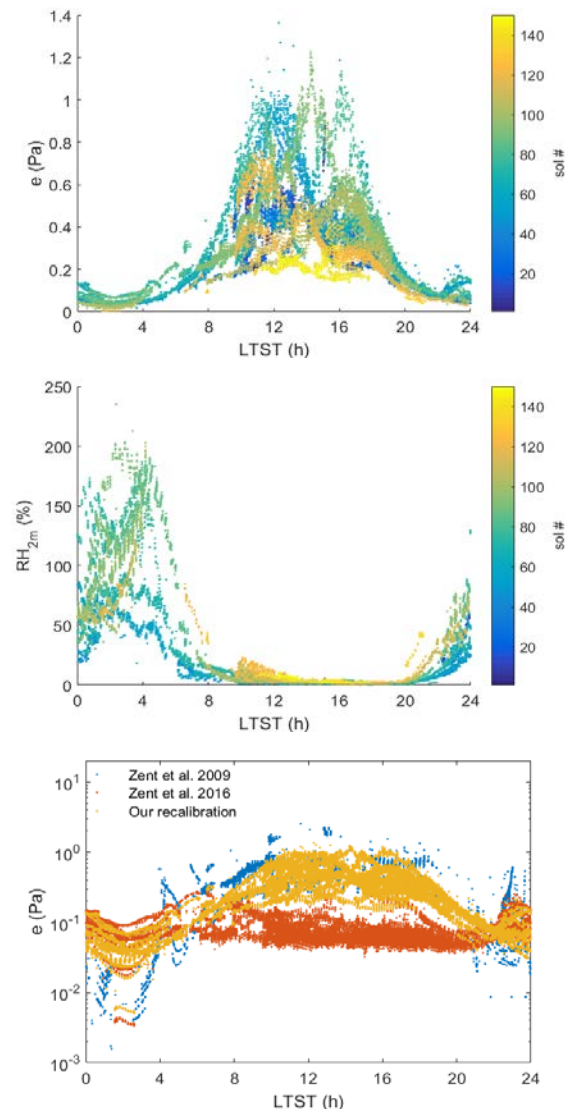 1.4
1.2
1
0.8
0.6
0.4
0.2
0
e (Pa)
0 4 8 12 16 20 24
LTST (h)
140
120
100
80
60
40
20
sol #
250
200
150
100
50
0
RH2m (%)
0 4 8 12 16 20 24
LTST (h)
140
120
100
80
60
40
20
sol #
10^1
10^0
10^-1
10^-2
10^-3
e (Pa)
Zent et al. 2009
Zent et al. 2016
Our recalibration
0 4 8 12 16 20 24
LTST (h)